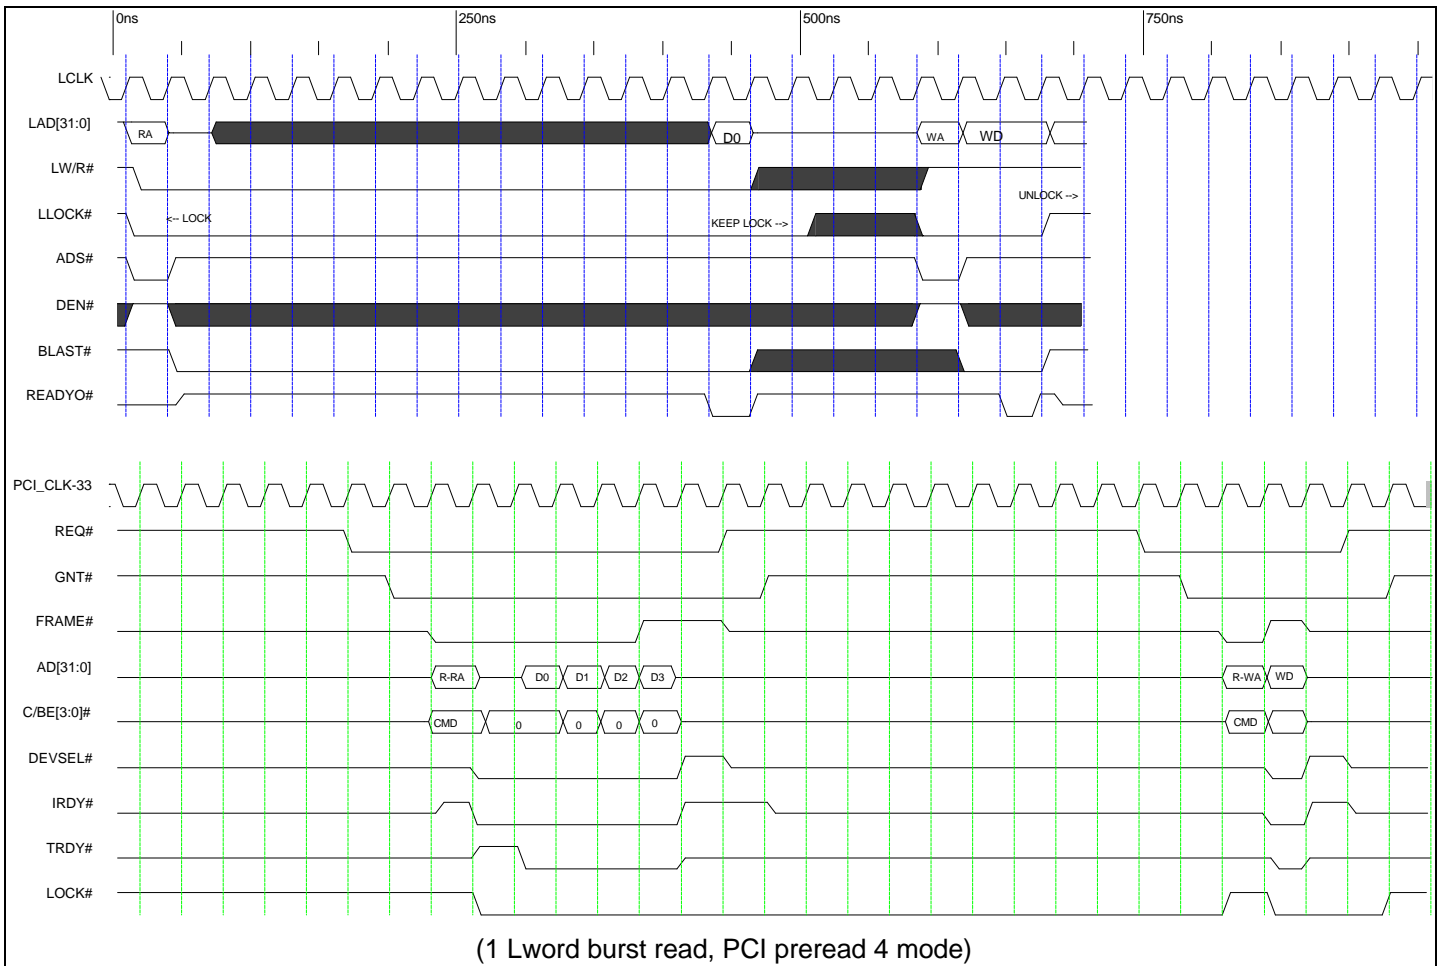 0ns 250ns 500ns 750ns
LCLK
LAD[31:0] RA D0 WA WD
LW/R#
UNLOCK -->
LLOCK# <-- LOCK KEEP LOCK -->
ADS#
DEN#
BLAST#
READYO#
PCI_CLK-33
REQ#
GNT#
FRAME#
AD[31:0] R-RA D0 D1 D2 D3 R-WA WD
C/BE[3:0]# CMD 0 0 0 0 CMD
DEVSEL#
IRDY#
TRDY#
LOCK#
(1 Lword burst read, PCI preread 4 mode)